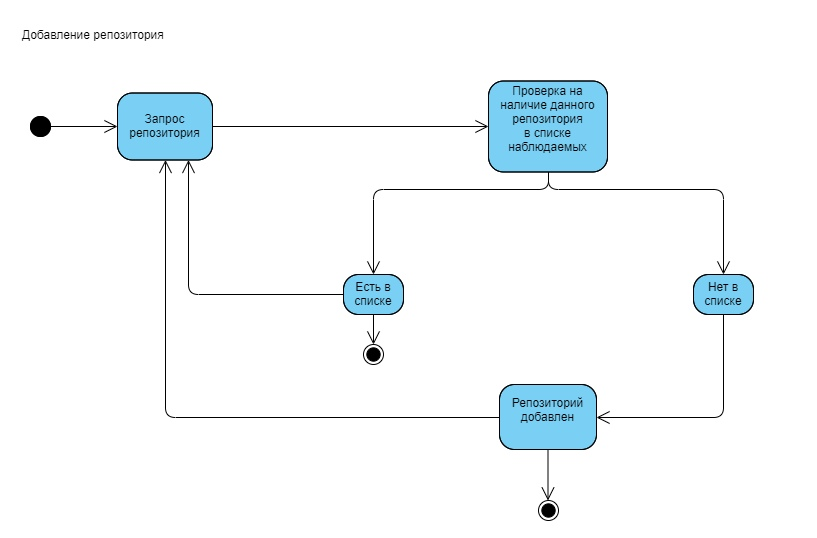 Добавление репозитория
Запрос
репозитория
Проверка на
наличие данного
репозитория
в списке
наблюдаемых
Есть в
списке
Нет в
списке
Репозиторий
добавлен